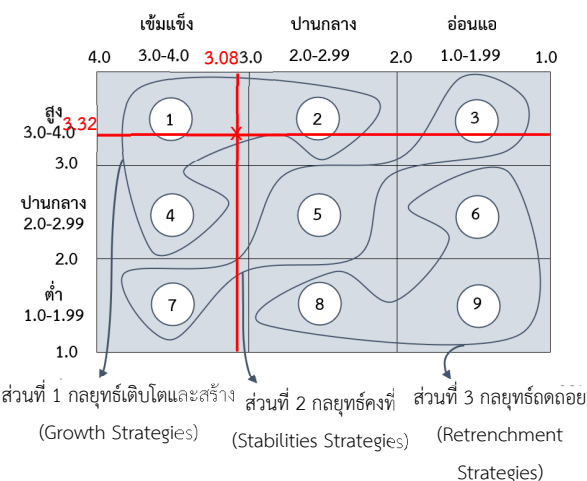 เข้มแข็ง ปานกลาง อ่อนแอ
4.0 3.0-4.0 3.08 3.0 2.0-2.99 2.0 1.0-1.99 1.0
สูง
3.0-4.0 3.32
1 2 3
x
3.0
ปานกลาง
2.0-2.99
4 5 6
2.0
ต่ำ
1.0-1.99
7 8 9
1.0
ส่วนที่ 1 กลยุทธ์เติบโตและสร้าง
(Growth Strategies)
ส่วนที่ 2 กลยุทธ์คงที่
(Stabilities Strategies)
ส่วนที่ 3 กลยุทธ์ถดถอย
(Retrenchment
Strategies)